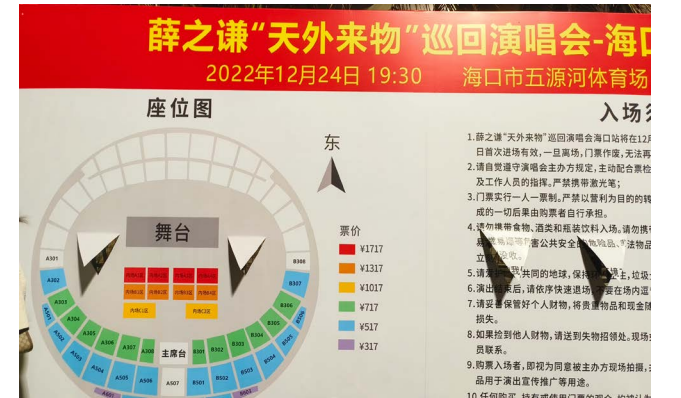 薛之谦“天外来物”巡回演唱会-海口
2022年12月24日 19:30 海口市五源河体育场
座位图
入场
东
舞台
票价
¥1717
¥1317
¥1017
¥717
¥517
¥317
A301
A302
A303
A304
A305
A306
A307
A308
主席台
B301
B302
B303
B304
B305
B306
B307
B308
A501
A502
A503
A504
A505
A506
A507
B501
B502
B503
B504
B505
B506
1.薛之谦“天外来物”巡回演唱会海口站将在12月
日首次进场有效,一旦离场,门票作废,无法再
2.请自觉遵守演唱会主办方规定,主动配合票检
及工作人员的指挥。严禁携带激光笔;
3.门票实行一人一票制。严禁以营利为目的的转
成的一切后果由购票者自行承担。
4.请勿携带食物、酒类和瓶装饮料入场。请勿携
害公共安全的危险品、
5.请爱 共同的地球,保持
6.演出结束后,请依序快速退场,不要在场内逗
7.请妥善保管好个人财物,将贵重物品和现金随
损失。
8.如果捡到他人财物,请送到失物招领处。现场
员联系。
9.购票入场者,即视为同意被主办方现场拍摄,
品用于演出宣传推广等用途。